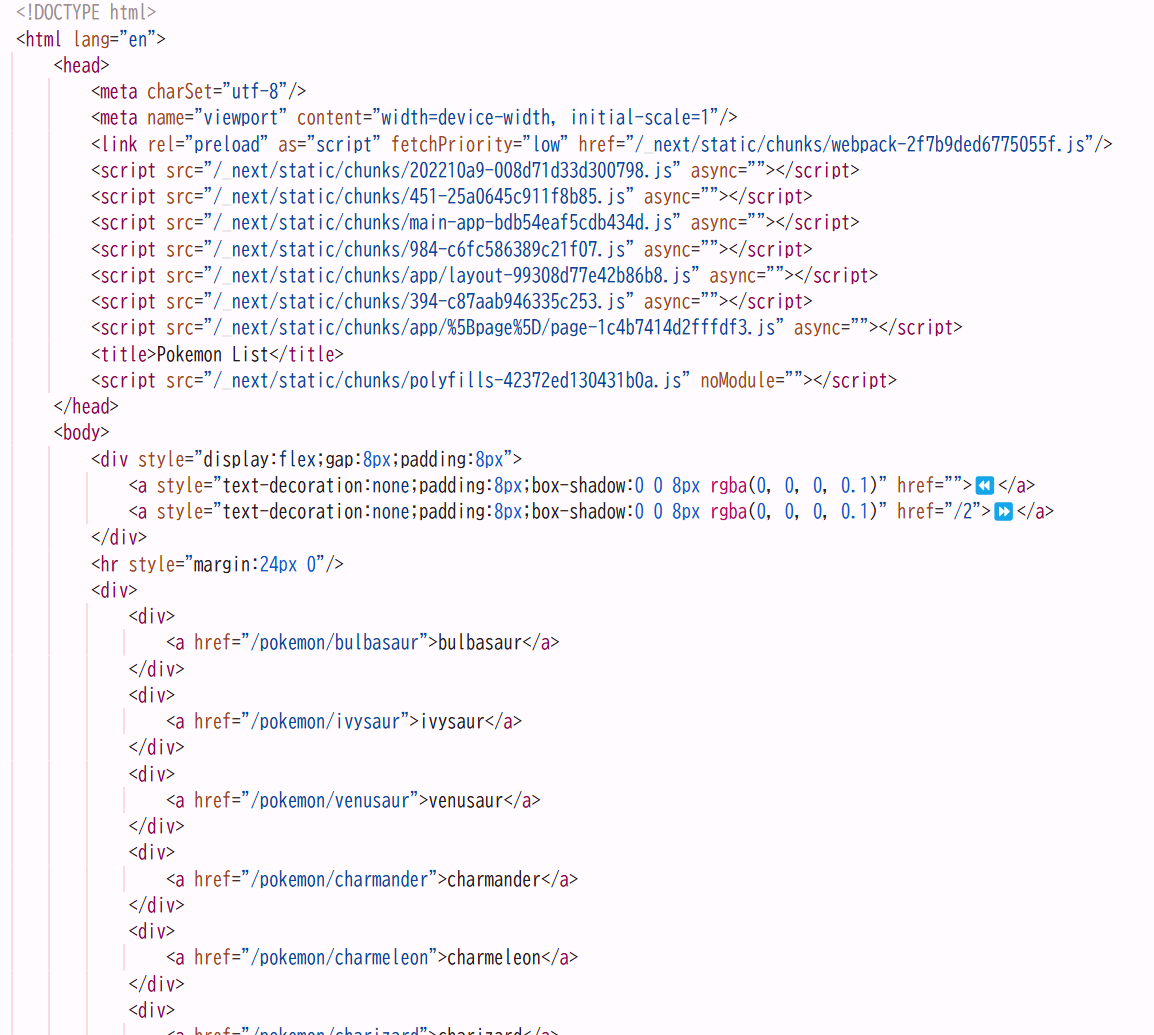 <!DOCTYPE html>
<html lang="en">
<head>
<meta charSet="utf-8"/>
<meta name="viewport" content="width=device-width, initial-scale=1"/>
<link rel="preload" as="script" fetchPriority="low" href="/_next/static/chunks/webpack-2f7b9ded6775055f.js"/>
<script src="/_next/static/chunks/202210a9-008d71d33d300798.js" async=""></script>
<script src="/_next/static/chunks/451-25a0645c911f8b85.js" async=""></script>
<script src="/_next/static/chunks/main-app-bdb54eaf5cdb434d.js" async=""></script>
<script src="/_next/static/chunks/984-c6fc586389c21f07.js" async=""></script>
<script src="/_next/static/chunks/app/layout-99308d77e42b86b8.js" async=""></script>
<script src="/_next/static/chunks/394-c87aab946335c253.js" async=""></script>
<script src="/_next/static/chunks/app/%5Bpage%5D/page-1c4b7414d2fffdf3.js" async=""></script>
<title>Pokemon List</title>
<script src="/_next/static/chunks/polyfills-42372ed130431b0a.js" noModule=""></script>
</head>
<body>
<div style="display:flex;gap:8px;padding:8px">
<a style="text-decoration:none;padding:8px;box-shadow:0 0 8px rgba(0, 0, 0, 0.1)" href="">⏪</a>
<a style="text-decoration:none;padding:8px;box-shadow:0 0 8px rgba(0, 0, 0, 0.1)" href="/2">⏩</a>
</div>
<hr style="margin:24px 0"/>
<div>
<div>
<a href="/pokemon/bulbasaur">bulbasaur</a>
</div>
<div>
<a href="/pokemon/ivysaur">ivysaur</a>
</div>
<div>
<a href="/pokemon/venusaur">venusaur</a>
</div>
<div>
<a href="/pokemon/charmander">charmander</a>
</div>
<div>
<a href="/pokemon/charmeleon">charmeleon</a>
</div>
<div>
<a href="/pokemon/charizard">charizard</a>